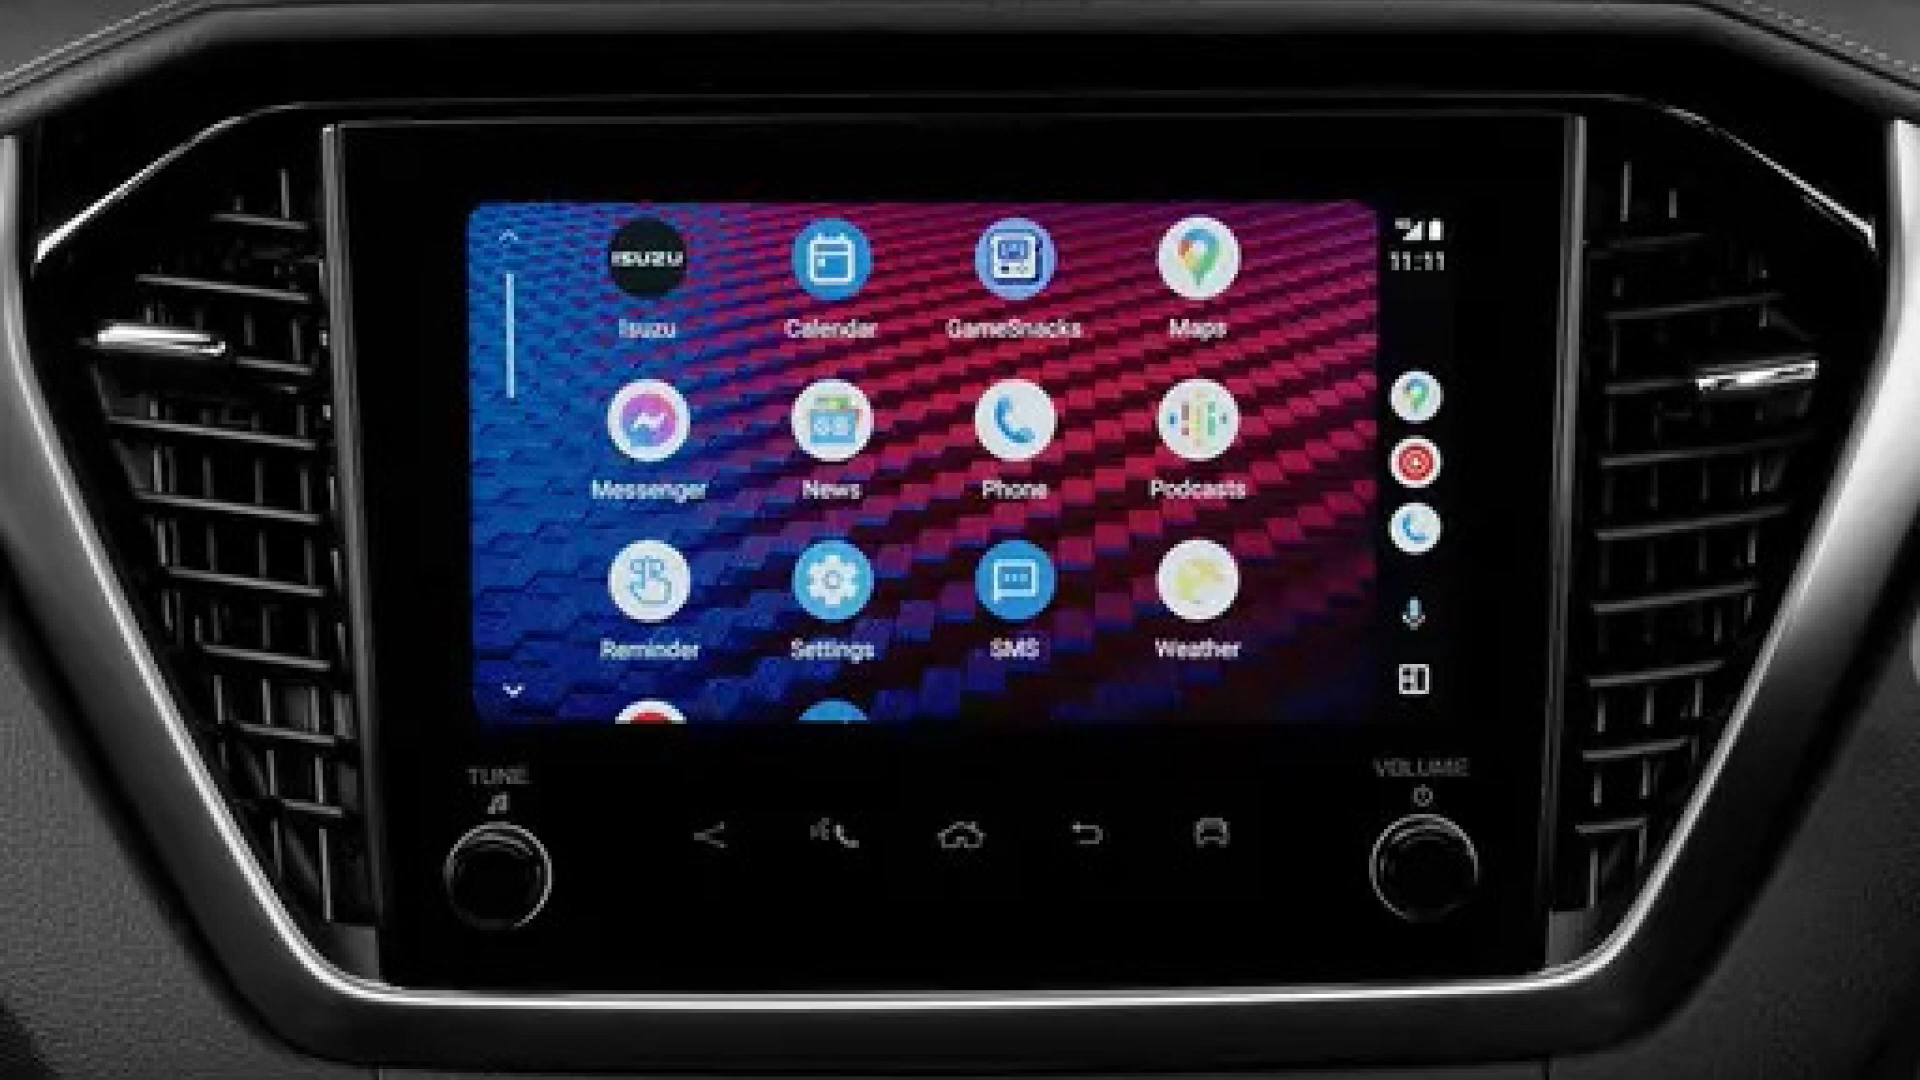 11:11
ISUZU
Isuzu Calendar GameSnacks Maps
Messenger News Phone Podcasts
Reminder Settings SMS Weather
TUNE
VOLUME